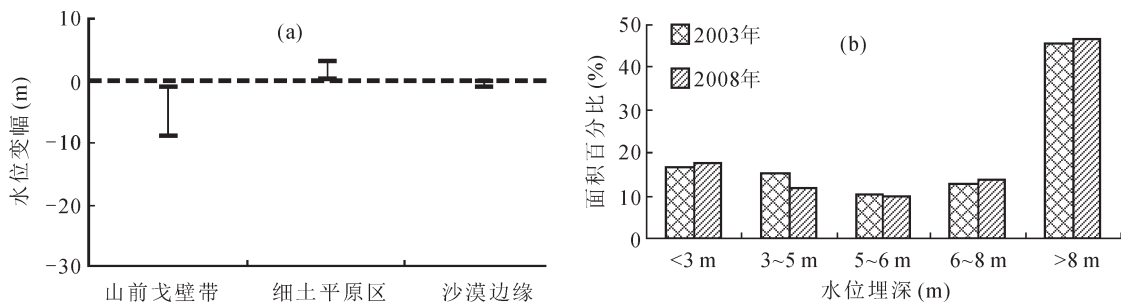 (a)
水位变幅(m)
10
0
-10
-20
-30
山前戈壁带
细土平原区
沙漠边缘
(b)
2003年
2008年
面积百分比(%)
50
40
30
20
10
0
<3 m
3~5 m
5~6 m
6~8 m
>8 m
水位埋深(m)